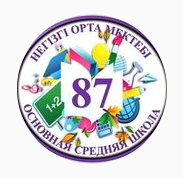 НЕГІЗГІ ОРТА МЕКТЕБІ
87
1+2
ОСНОВНАЯ СРЕДНЯЯ ШКОЛА